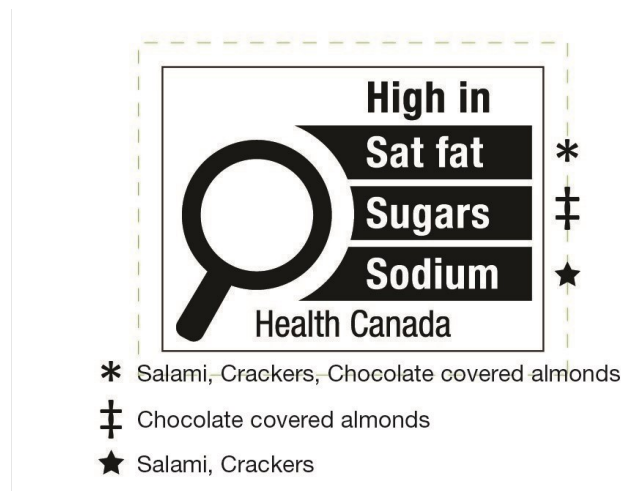 High in
Sat fat *
Sugars ‡
Sodium ★
Health Canada
* Salami, Crackers, Chocolate covered almonds
‡ Chocolate covered almonds
★ Salami, Crackers